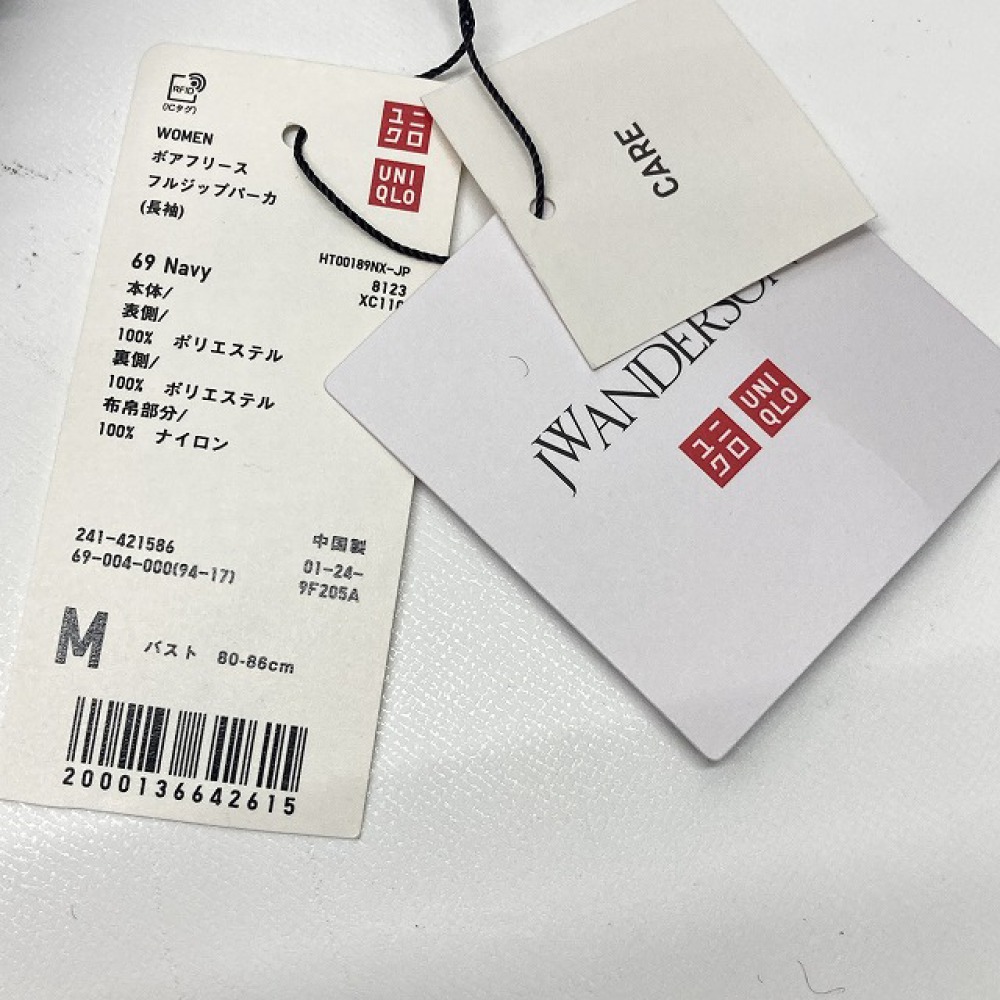 RFID
(ICタグ)
ユニ
クロ
UNI
QLO
WOMEN
ボアフリース
フルジップパーカ
(長袖)
69 Navy
HT00189NX-JP
8123
XC110
本体/
表側/
100% ポリエステル
裏側/
100% ポリエステル
布帛部分/
100% ナイロン
241-421586
中国製
69-004-000(94-17)
01-24-
9F205A
M バスト 80-86cm
2000136642615
CARE
JWANDERSON
ユニ
クロ
UNI
QLO